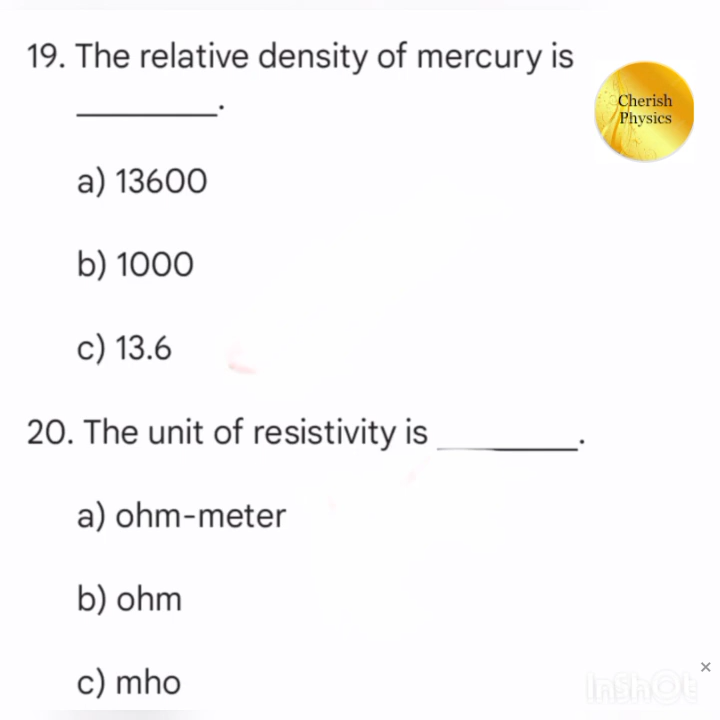 19. The relative density of mercury is
________.
Cherish
Physics
a) 13600
b) 1000
c) 13.6
20. The unit of resistivity is ________.
a) ohm-meter
b) ohm
c) mho
InShOt